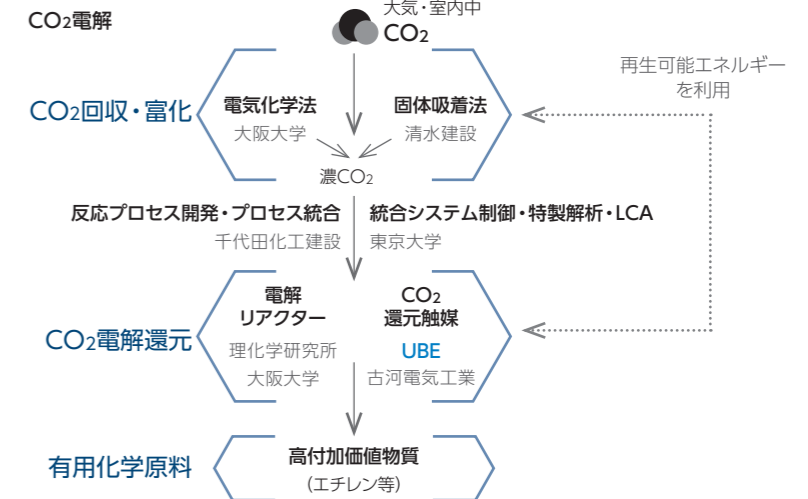 CO2電解
大気・室内中
CO2
再生可能エネルギー
を利用
CO2回収・富化
電気化学法
大阪大学
固体吸着法
清水建設
濃CO2
反応プロセス開発・プロセス統合
千代田化工建設
統合システム制御・特製解析・LCA
東京大学
CO2電解還元
電解
リアクター
理化学研究所
大阪大学
CO2
還元触媒
UBE
古河電気工業
有用化学原料
高付加価値物質
(エチレン等)